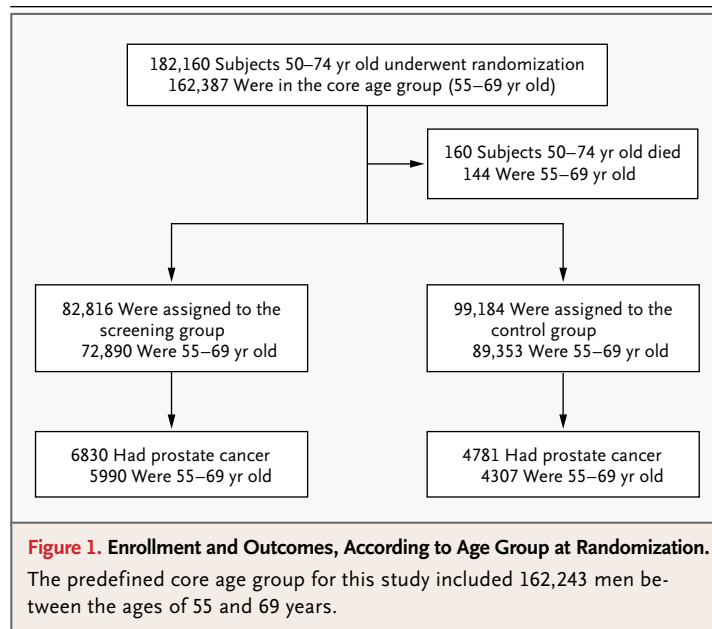 182,160 Subjects 50–74 yr old underwent randomization
162,387 Were in the core age group (55–69 yr old)
160 Subjects 50–74 yr old died
144 Were 55–69 yr old
82,816 Were assigned to the
screening group
72,890 Were 55–69 yr old
99,184 Were assigned to the
control group
89,353 Were 55–69 yr old
6830 Had prostate cancer
5990 Were 55–69 yr old
4781 Had prostate cancer
4307 Were 55–69 yr old
Figure 1. Enrollment and Outcomes, According to Age Group at Randomization.
The predefined core age group for this study included 162,243 men be-
tween the ages of 55 and 69 years.